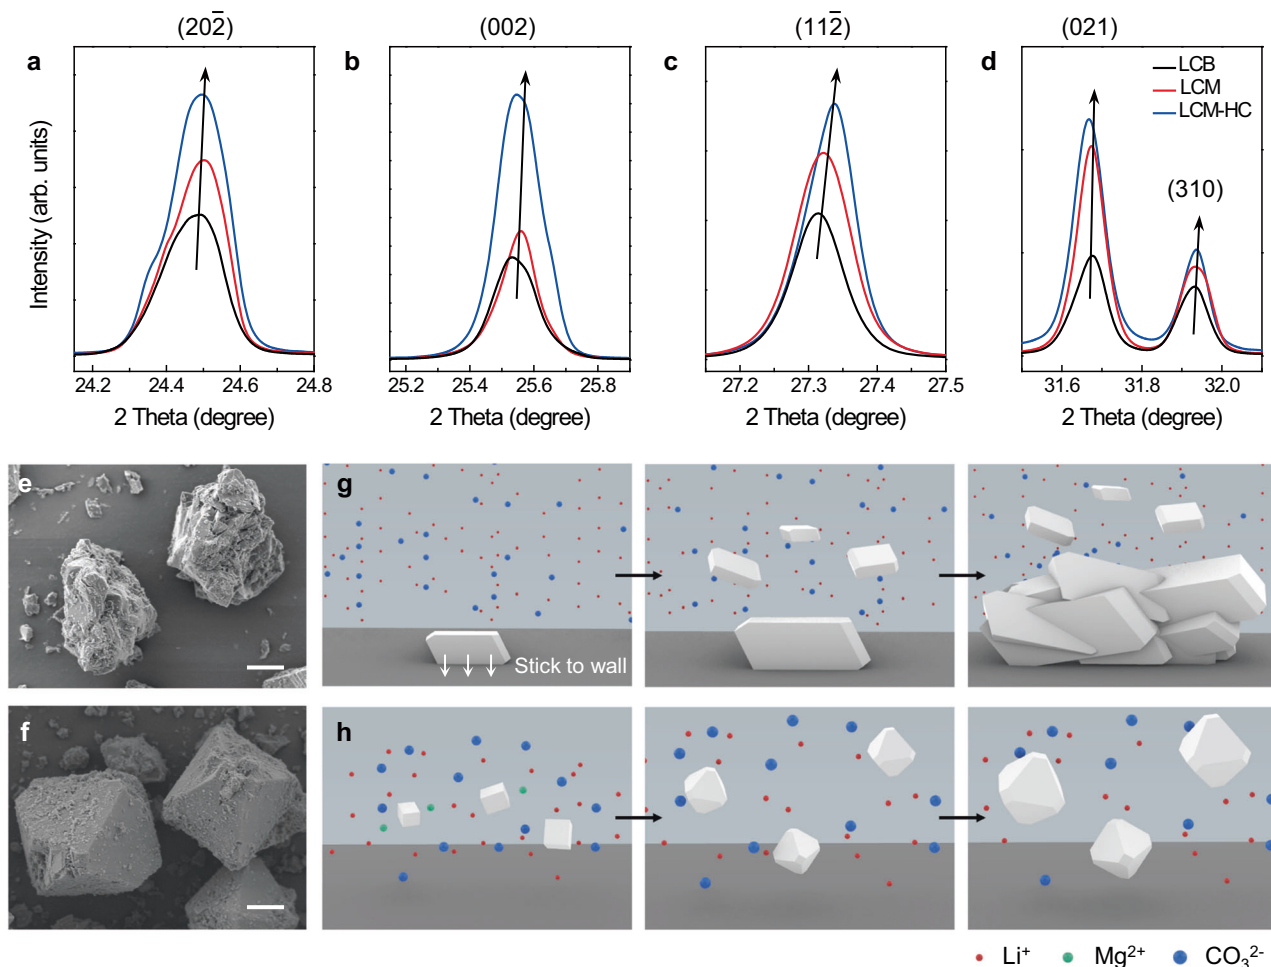 (202̅) (002) (112̅) (021)
a b c d
LCB
LCM
LCM-HC
(310)
Intensity (arb. units)
24.2 24.4 24.6 24.8 25.2 25.4 25.6 25.8 27.2 27.3 27.4 27.5 31.6 31.8 32.0
2 Theta (degree) 2 Theta (degree) 2 Theta (degree) 2 Theta (degree)
e g
Stick to wall
f h
Li⁺ Mg²⁺ CO₃²⁻